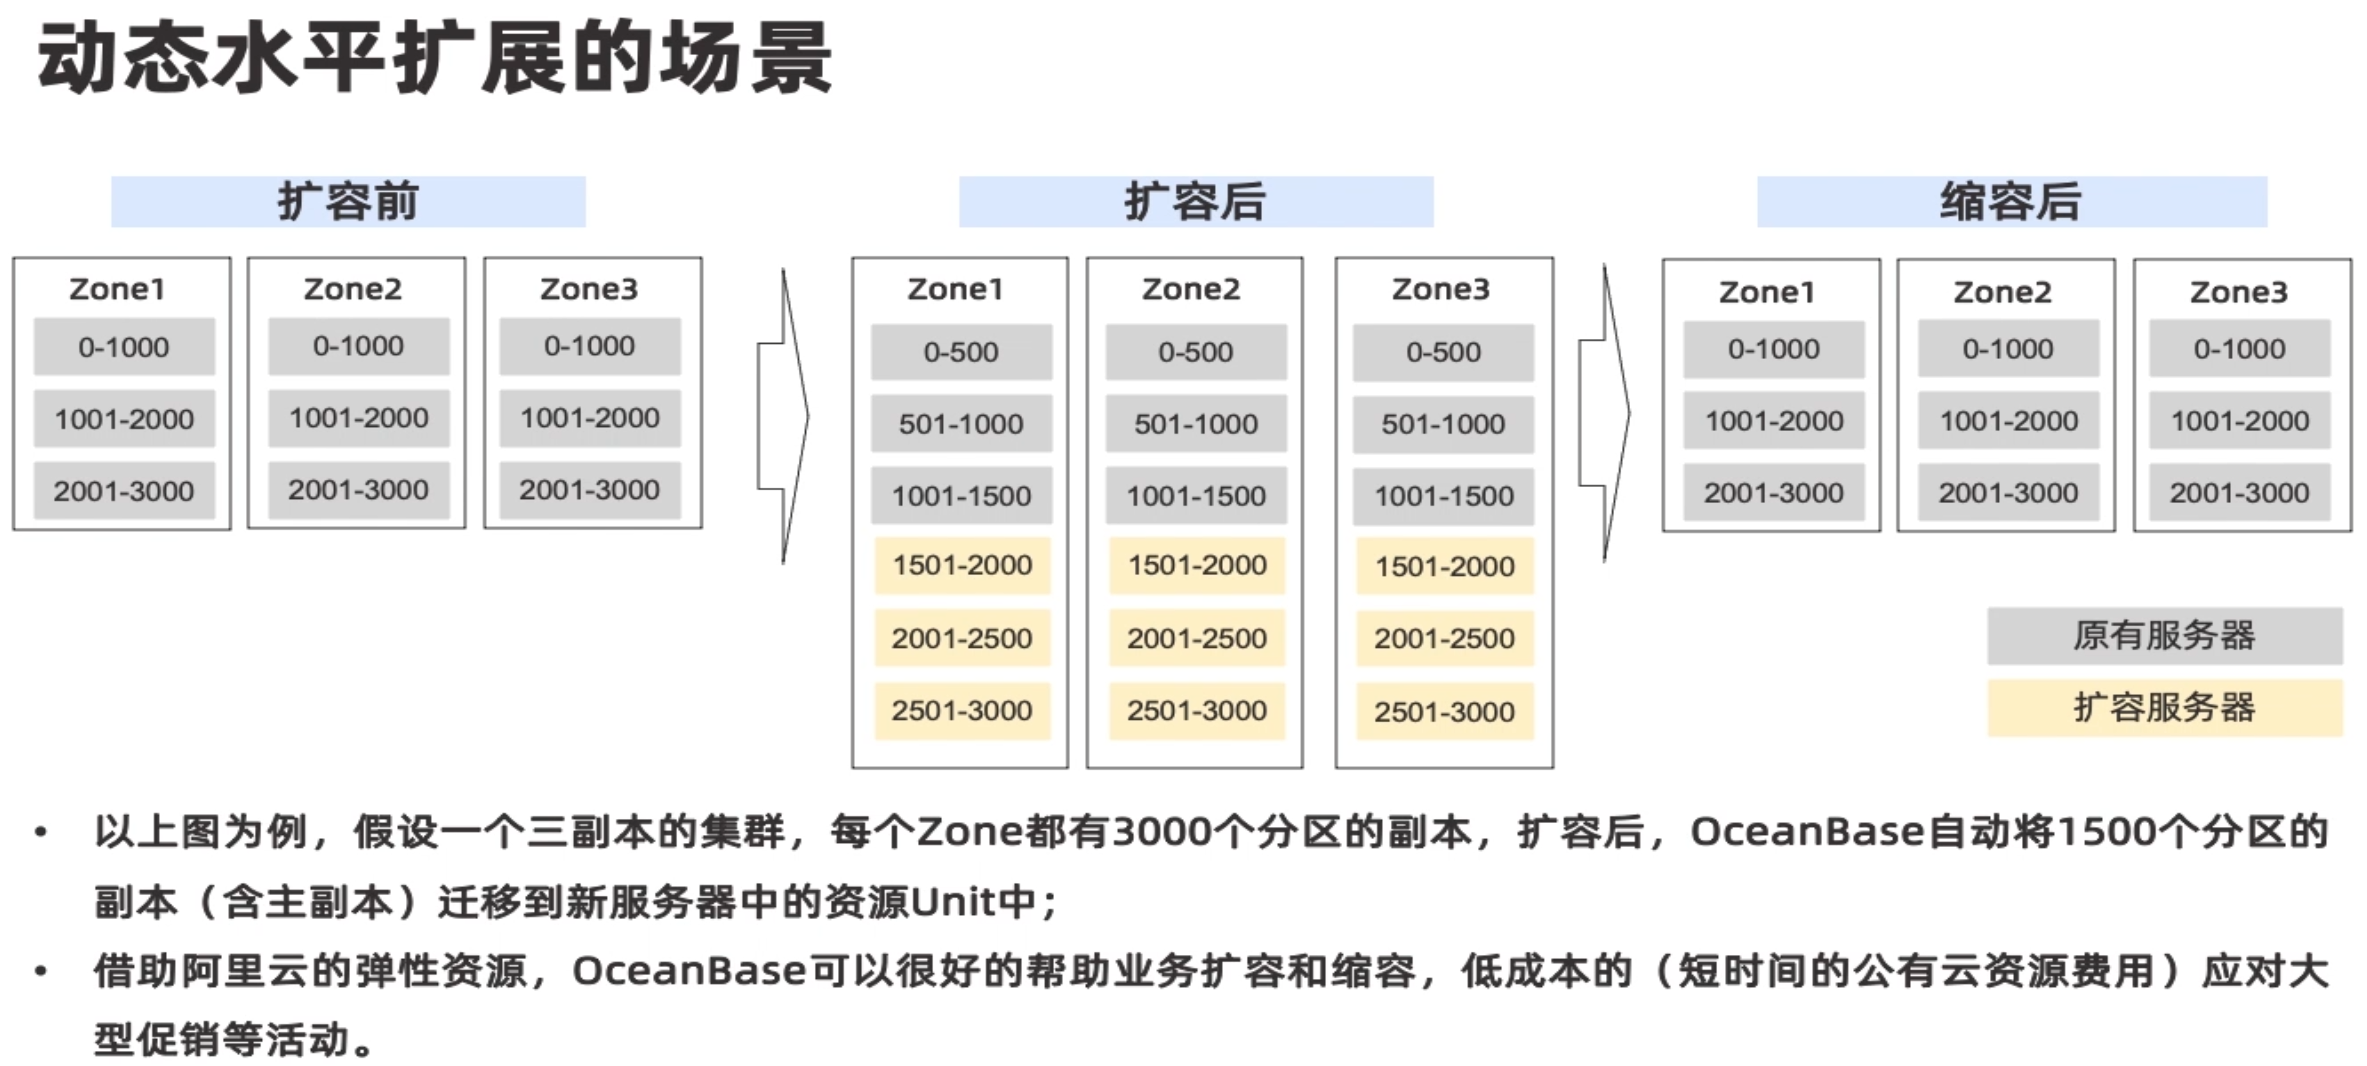 动态水平扩展的场景
扩容前
Zone1
0-1000
1001-2000
2001-3000
Zone2
0-1000
1001-2000
2001-3000
Zone3
0-1000
1001-2000
2001-3000
扩容后
Zone1
0-500
501-1000
1001-1500
1501-2000
2001-2500
2501-3000
Zone2
0-500
501-1000
1001-1500
1501-2000
2001-2500
2501-3000
Zone3
0-500
501-1000
1001-1500
1501-2000
2001-2500
2501-3000
缩容后
Zone1
0-1000
1001-2000
2001-3000
Zone2
0-1000
1001-2000
2001-3000
Zone3
0-1000
1001-2000
2001-3000
原有服务器
扩容服务器
• 以上图为例，假设一个三副本的集群，每个Zone都有3000个分区的副本，扩容后，OceanBase自动将1500个分区的
副本（含主副本）迁移到新服务器中的资源Unit中；
• 借助阿里云的弹性资源，OceanBase可以很好的帮助业务扩容和缩容，低成本的（短时间的公有云资源费用）应对大
型促销等活动。